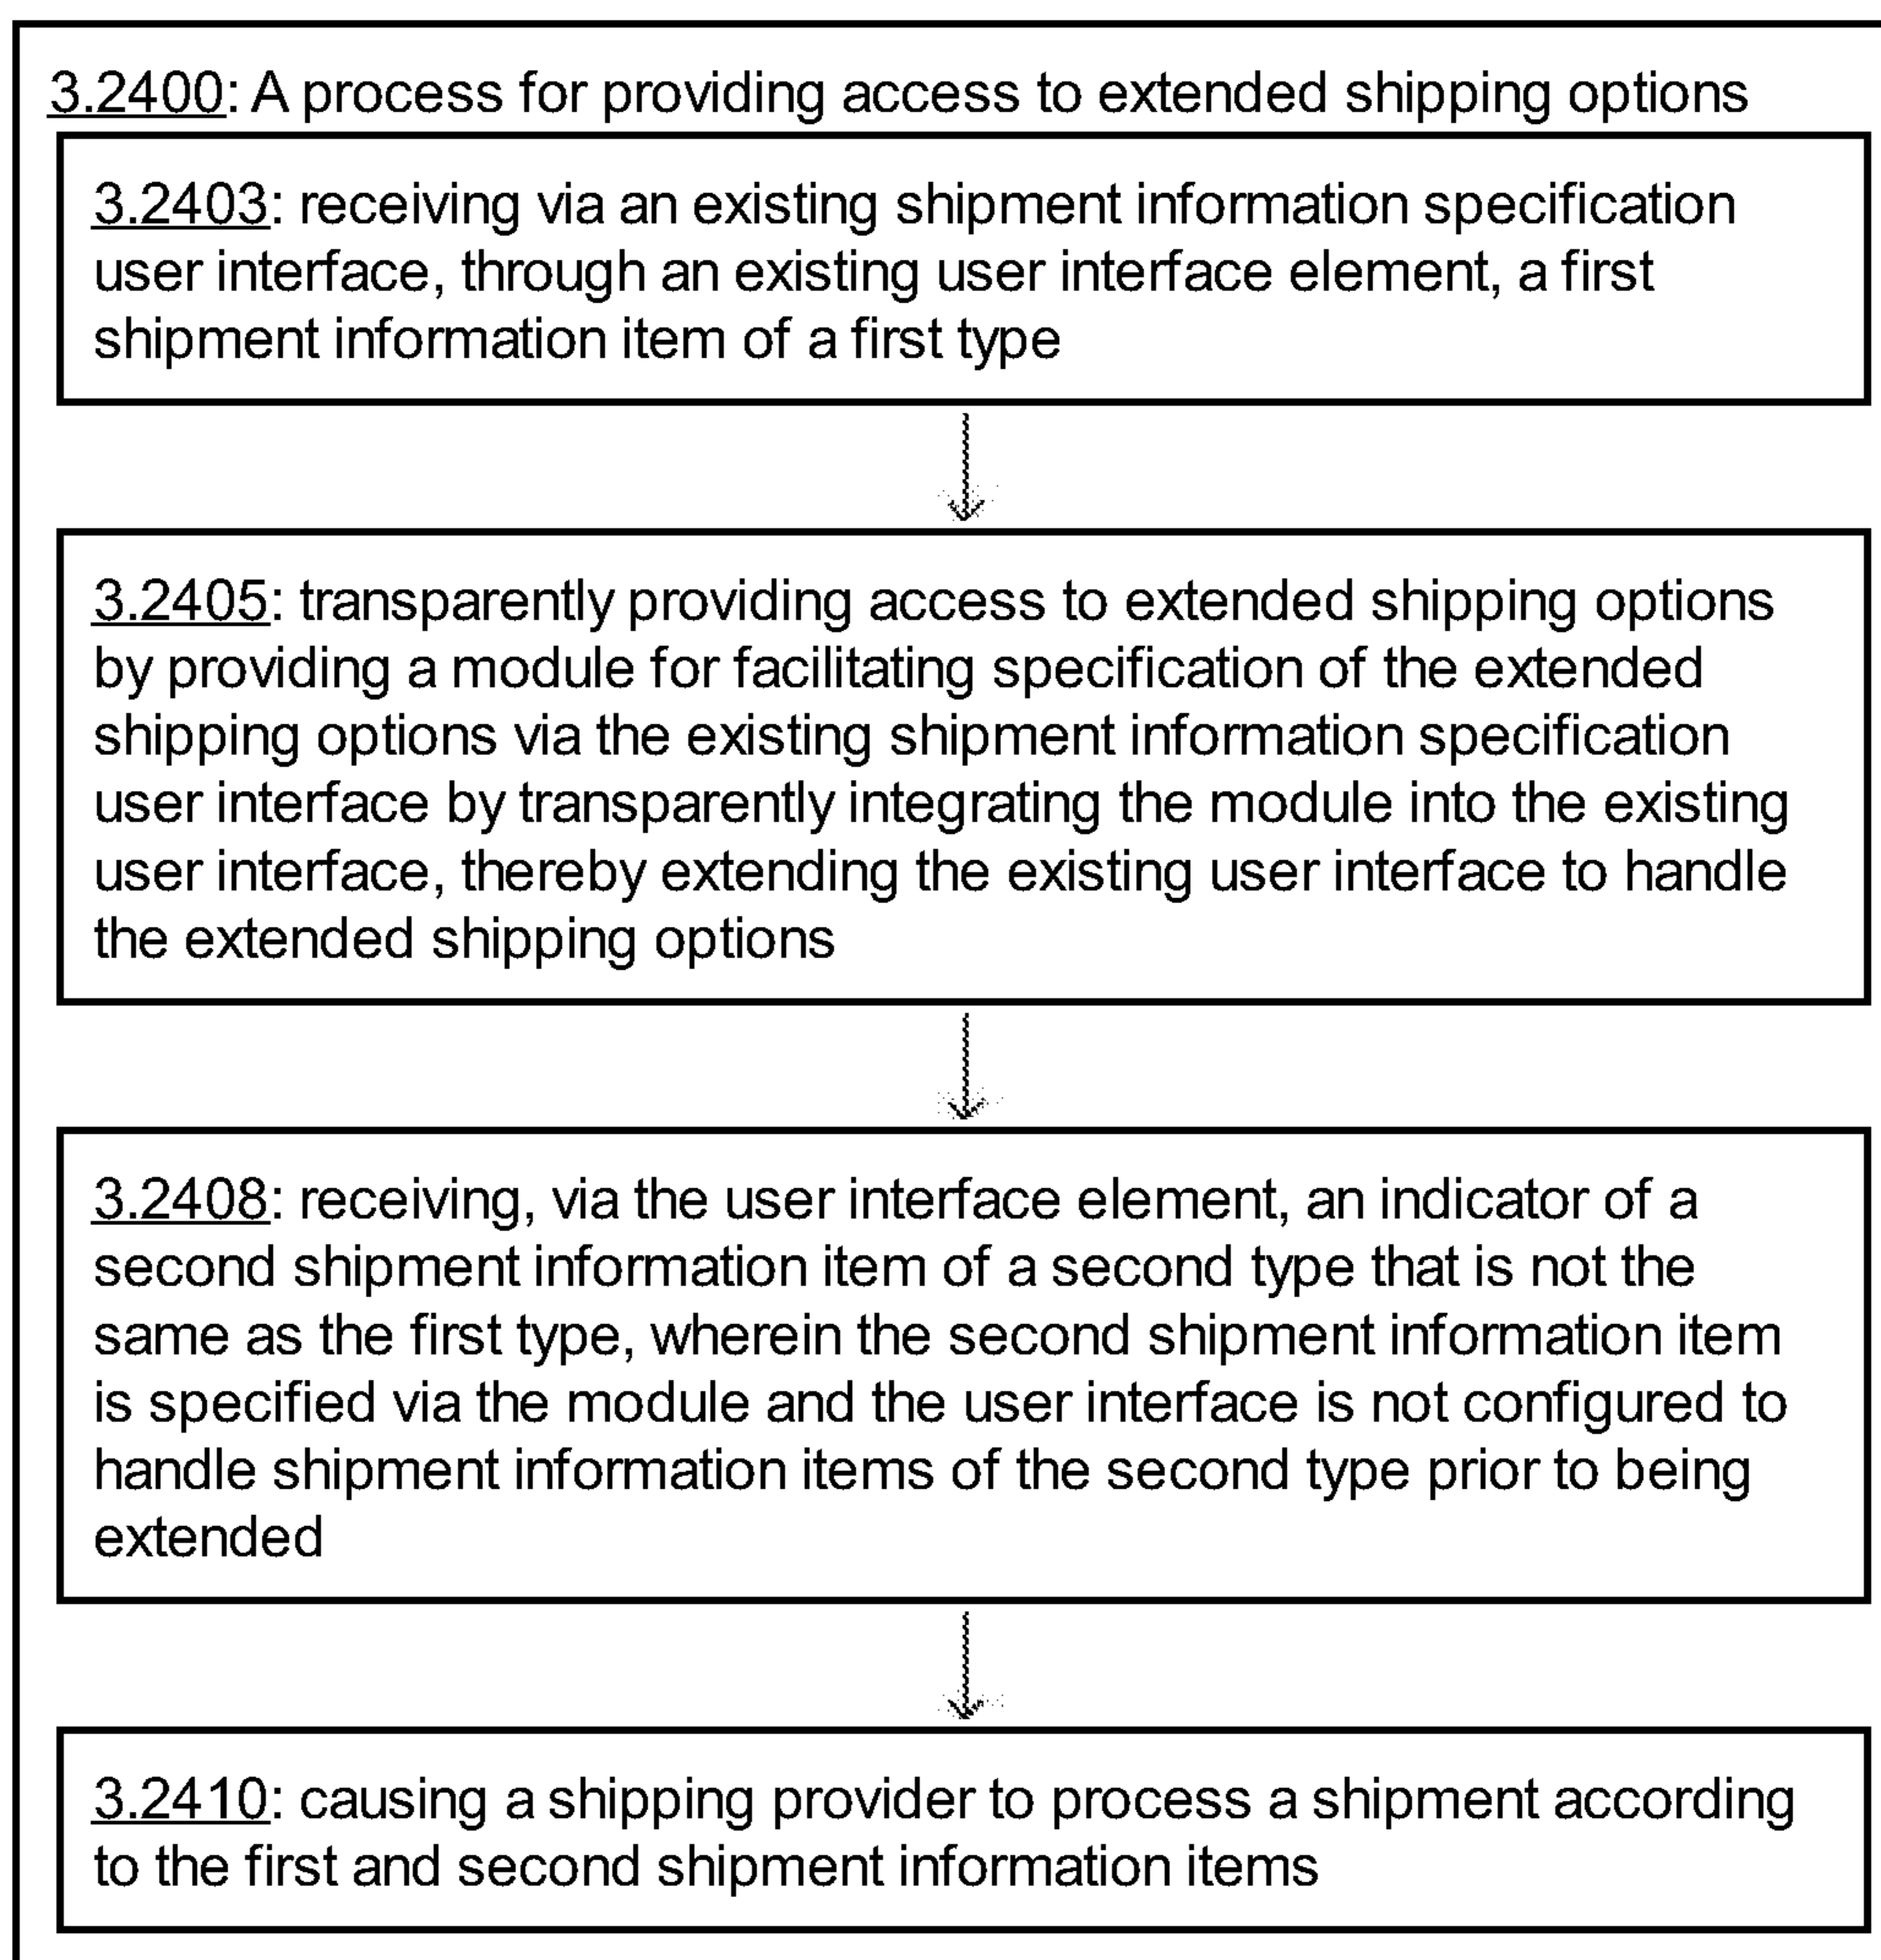 3.2400: A process for providing access to extended shipping options
3.2403: receiving via an existing shipment information specification
user interface, through an existing user interface element, a first
shipment information item of a first type
3.2405: transparently providing access to extended shipping options
by providing a module for facilitating specification of the extended
shipping options via the existing shipment information specification
user interface by transparently integrating the module into the existing
user interface, thereby extending the existing user interface to handle
the extended shipping options
3.2408: receiving, via the user interface element, an indicator of a
second shipment information item of a second type that is not the
same as the first type, wherein the second shipment information item
is specified via the module and the user interface is not configured to
handle shipment information items of the second type prior to being
extended
3.2410: causing a shipping provider to process a shipment according
to the first and second shipment information items